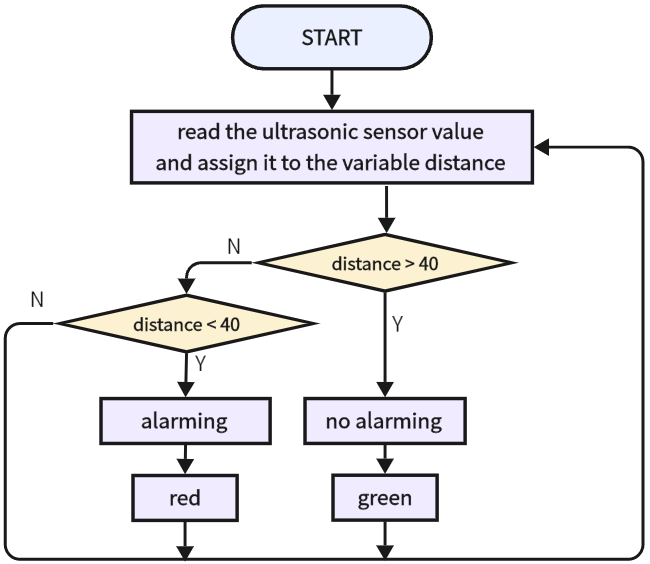 START
read the ultrasonic sensor value
and assign it to the variable distance
N
distance > 40
N
distance < 40
Y
Y
alarming
no alarming
red
green